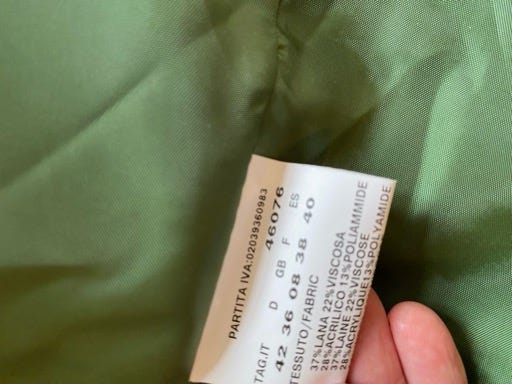 PARTITA IVA:02039360983
46076
TAG.IT D GB F ES
42 36 08 38 40
TESSUTO/FABRIC
37%LANA 22%VISCOSA
28%ACRILICO 13%POLIAMMIDE
37%LAINE 22%VISCOSE
28%ACRYLIQUE13%POLYAMIDE